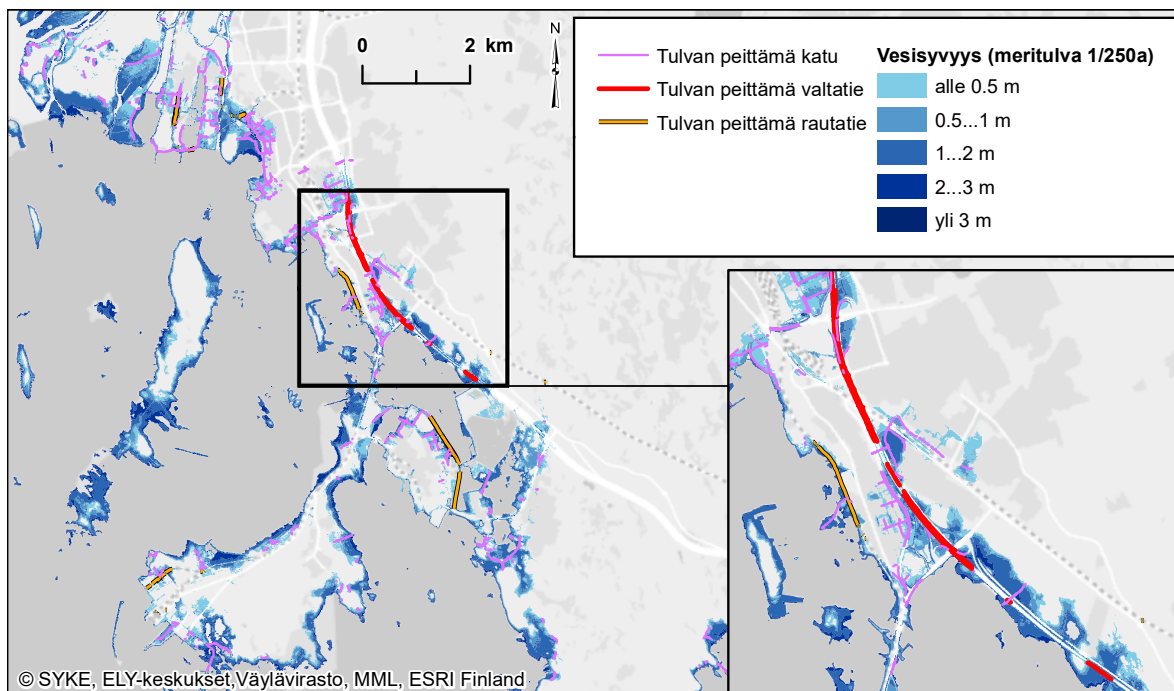 0 2 km
N
Tulvan peittämä katu
Tulvan peittämä valtatie
Tulvan peittämä rautatie
Vesisyvyys (meritulva 1/250a)
alle 0.5 m
0.5...1 m
1...2 m
2...3 m
yli 3 m
© SYKE, ELY-keskukset,Väylävirasto, MML, ESRI Finland